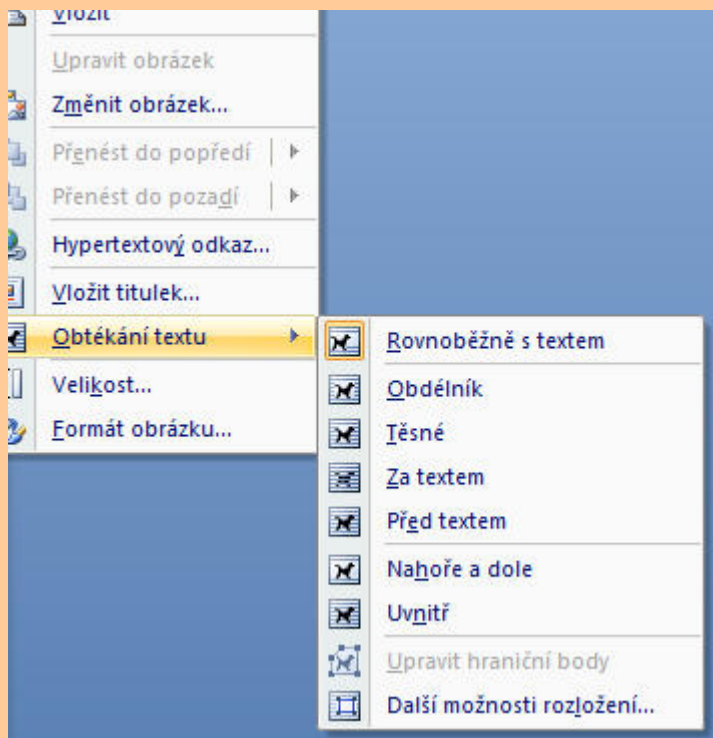 Vložit
Upravit obrázek
Změnit obrázek...
Přenést do popředí
Přenést do pozadí
Hypertextový odkaz...
Vložit titulek...
Obtékání textu
Velikost...
Formát obrázku...
Rovnoběžně s textem
Obdélník
Těsné
Za textem
Před textem
Nahoře a dole
Uvnitř
Upravit hraniční body
Další možnosti rozložení...